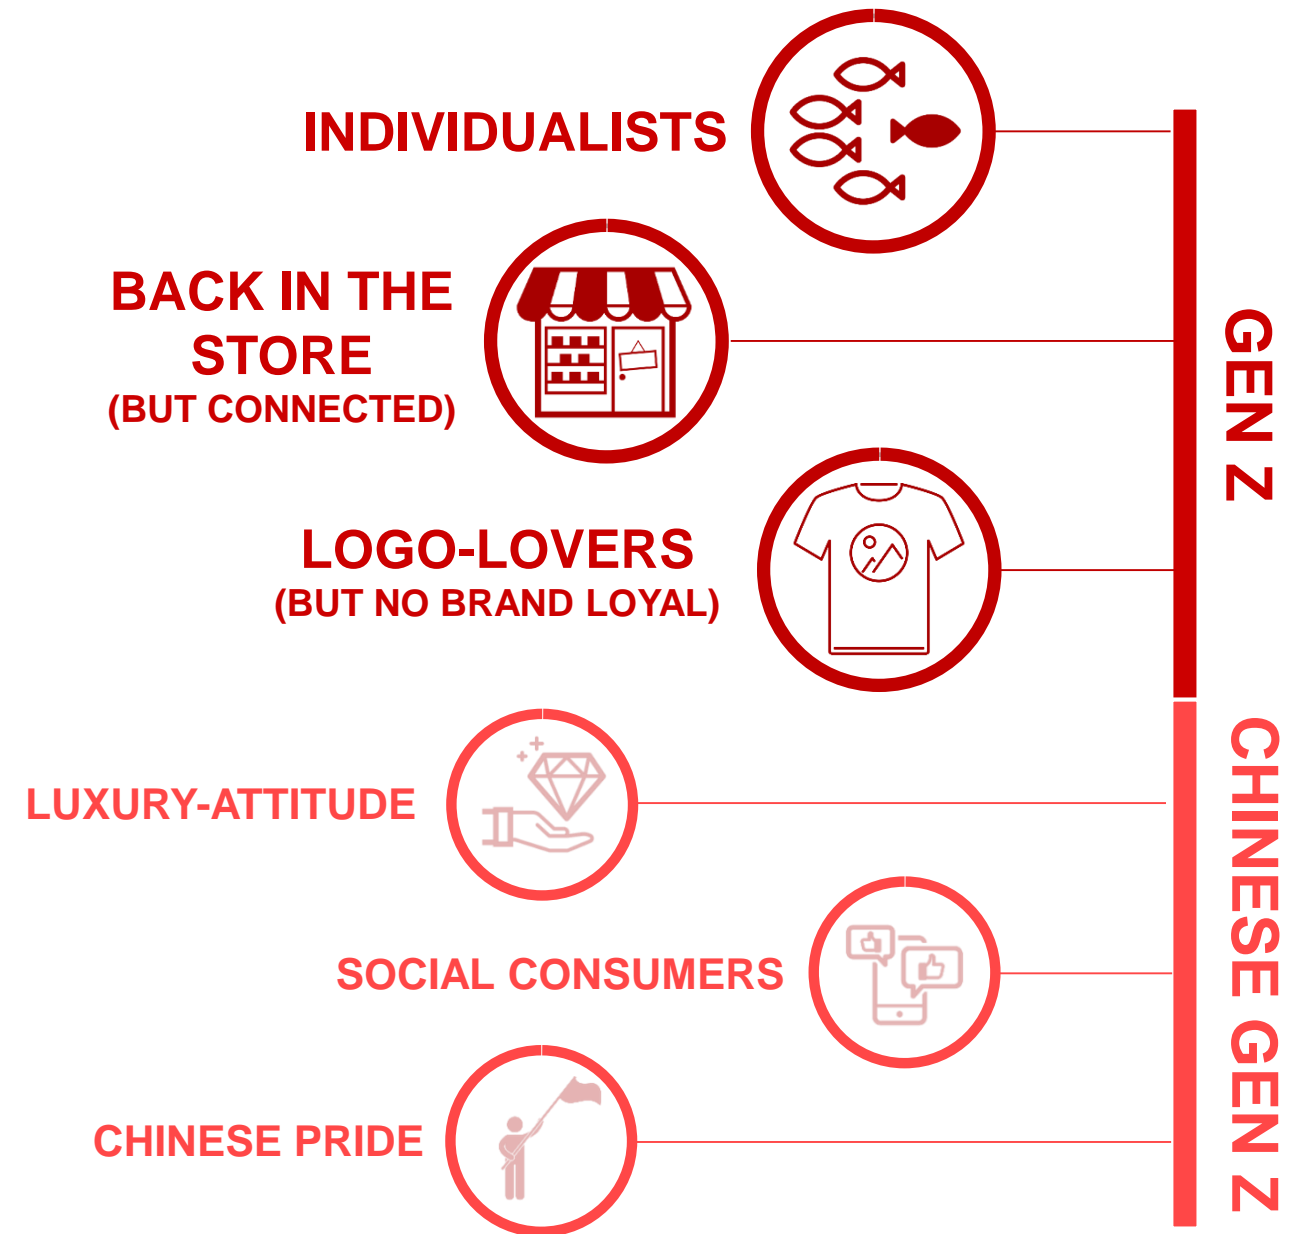 INDIVIDUALISTS
BACK IN THE
STORE
(BUT CONNECTED)
LOGO-LOVERS
(BUT NO BRAND LOYAL)
GEN Z
LUXURY-ATTITUDE
SOCIAL CONSUMERS
CHINESE PRIDE
CHINESE GEN Z